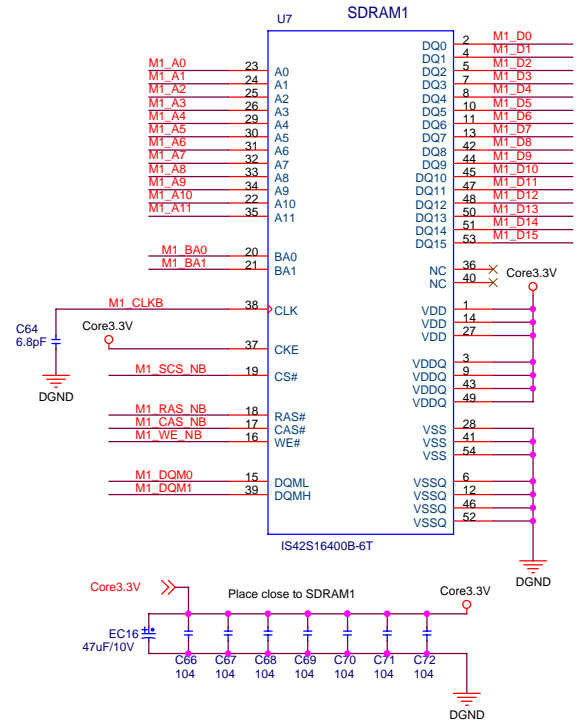 U7 SDRAM1
M1_A0 23 A0
M1_A1 24 A1
M1_A2 25 A2
M1_A3 26 A3
M1_A4 29 A4
M1_A5 30 A5
M1_A6 31 A6
M1_A7 32 A7
M1_A8 33 A8
M1_A9 34 A9
M1_A10 22 A10
M1_A11 35 A11
M1_BA0 20 BA0
M1_BA1 21 BA1
M1_CLKB 38 CLK
C64
6.8pF
DGND
Core3.3V
37 CKE
M1_SCS_NB 19 CS#
M1_RAS_NB 18 RAS#
M1_CAS_NB 17 CAS#
M1_WE_NB 16 WE#
M1_DQM0 15 DQML
M1_DQM1 39 DQMH
DQ0 2 M1_D0
DQ1 4 M1_D1
DQ2 5 M1_D2
DQ3 7 M1_D3
DQ4 8 M1_D4
DQ5 10 M1_D5
DQ6 11 M1_D6
DQ7 13 M1_D7
DQ8 42 M1_D8
DQ9 44 M1_D9
DQ10 45 M1_D10
DQ11 47 M1_D11
DQ12 48 M1_D12
DQ13 50 M1_D13
DQ14 51 M1_D14
DQ15 53 M1_D15
NC 36
NC 40
Core3.3V
VDD 1
VDD 14
VDD 27
VDDQ 3
VDDQ 9
VDDQ 43
VDDQ 49
VSS 28
VSS 41
VSS 54
VSSQ 6
VSSQ 12
VSSQ 46
VSSQ 52
DGND
IS42S16400B-6T
Core3.3V Place close to SDRAM1 Core3.3V
EC16
47uF/10V
C66 C67 C68 C69 C70 C71 C72
104 104 104 104 104 104 104
DGND